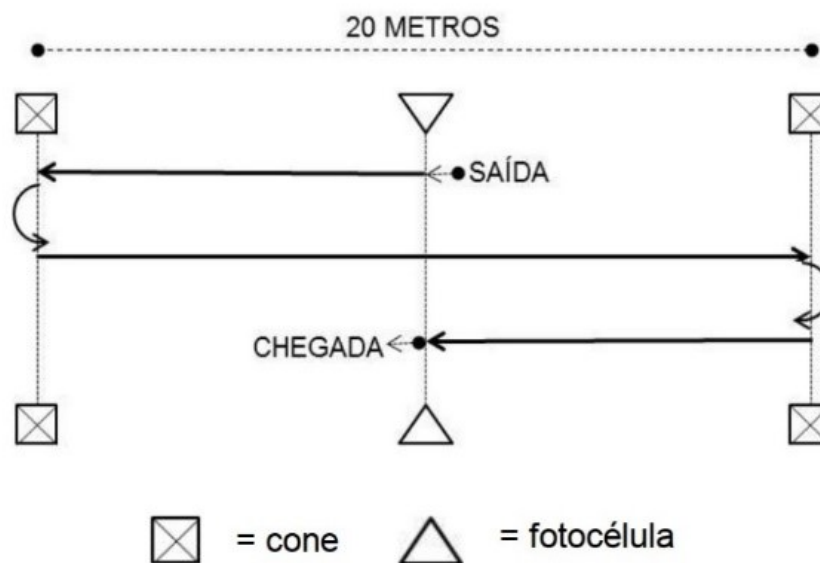 20 METROS
SAÍDA
CHEGADA
= cone
= fotocélula